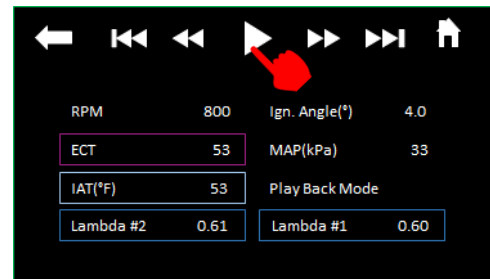 RPM 800 Ign. Angle(°) 4.0
ECT 53 MAP(kPa) 33
IAT(°F) 53 Play Back Mode
Lambda #2 0.61 Lambda #1 0.60